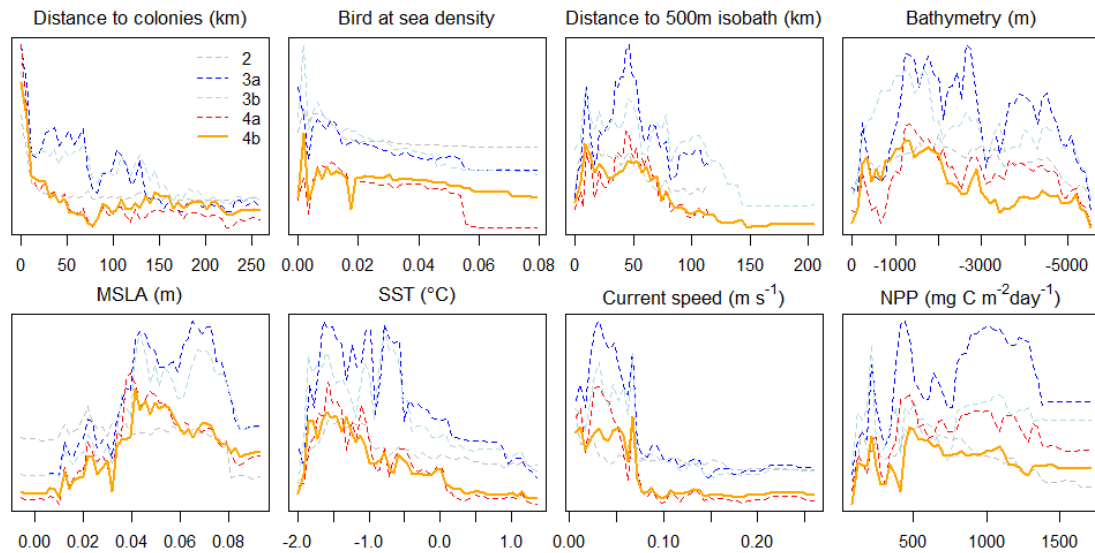 Distance to colonies (km) Bird at sea density Distance to 500m isobath (km) Bathymetry (m)
2
3a
3b
4a
4b
0 50 100 150 200 250 0.00 0.02 0.04 0.06 0.08 0 50 100 150 200 0 -1000 -3000 -5000
MSLA (m) SST (°C) Current speed (m s⁻¹) NPP (mg C m⁻²day⁻¹)
0.00 0.02 0.04 0.06 0.08 -2.0 -1.0 0.0 1.0 0.00 0.10 0.20 500 1000 1500